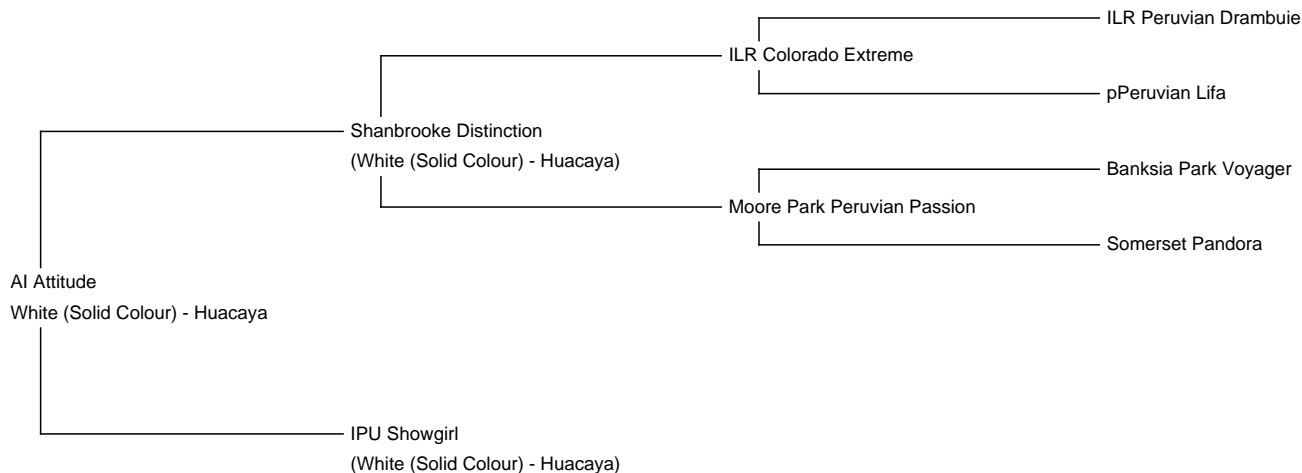 ILR Peruvian Drambuie
ILR Colorado Extreme
pPeruvian Lifa
Shanbrooke Distinction
(White (Solid Colour) - Huacaya)
Banksia Park Voyager
Moore Park Peruvian Passion
Somerset Pandora
AI Attitude
White (Solid Colour) - Huacaya
IPU Showgirl
(White (Solid Colour) - Huacaya)